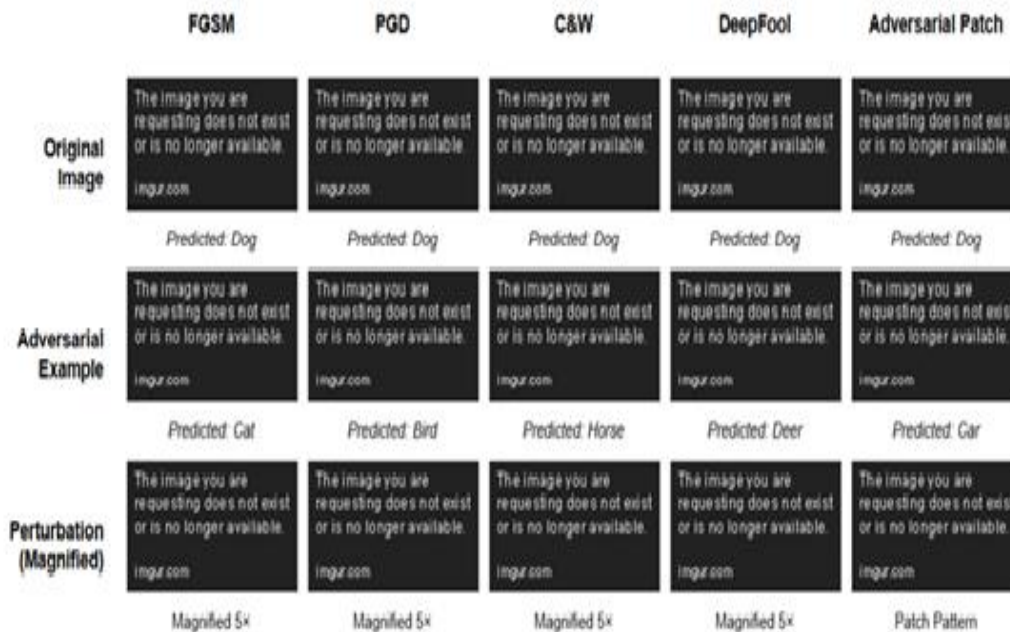 FGSM PGD C&W DeepFool Adversarial Patch
Original Image
The image you are The image you are The image you are The image you are The image you are
requesting does not exist requesting does not exist requesting does not exist requesting does not exist requesting does not exist
or is no longer available. or is no longer available. or is no longer available. or is no longer available. or is no longer available.
imgur.com imgur.com imgur.com imgur.com imgur.com
Predicted: Dog Predicted: Dog Predicted: Dog Predicted: Dog Predicted: Dog
Adversarial Example
The image you are The image you are The image you are The image you are The image you are
requesting does not exist requesting does not exist requesting does not exist requesting does not exist requesting does not exist
or is no longer available. or is no longer available. or is no longer available. or is no longer available. or is no longer available.
imgur.com imgur.com imgur.com imgur.com imgur.com
Predicted: Cat Predicted: Bird Predicted: Horse Predicted: Deer Predicted: Car
Perturbation (Magnified)
The image you are The image you are The image you are The image you are The image you are
requesting does not exist requesting does not exist requesting does not exist requesting does not exist requesting does not exist
or is no longer available. or is no longer available. or is no longer available. or is no longer available. or is no longer available.
imgur.com imgur.com imgur.com imgur.com imgur.com
Magnified 5× Magnified 5× Magnified 5× Magnified 5× Patch Pattern